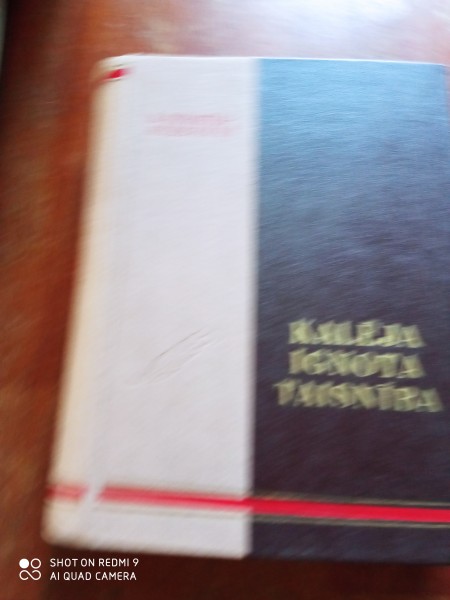 KALĒJA
IGNOTA
TAISNĪBA
SHOT ON REDMI 9
AI QUAD CAMERA